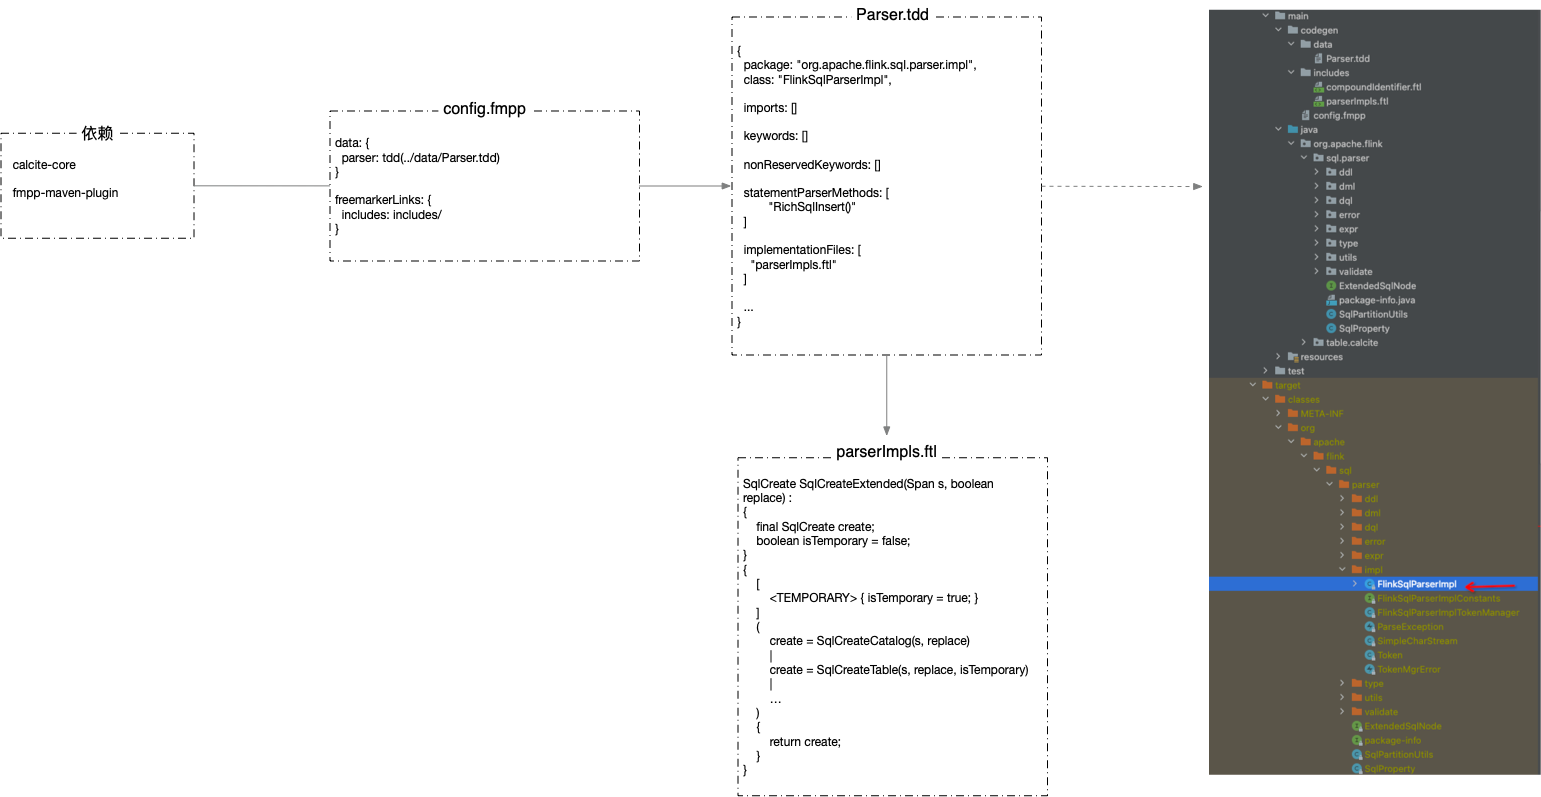 依赖
calcite-core
fmpp-maven-plugin
config.fmpp
data: {
parser: tdd(../data/Parser.tdd)
}
freemarkerLinks: {
includes: includes/
}
Parser.tdd
{
package: "org.apache.flink.sql.parser.impl",
class: "FlinkSqlParserImpl",
imports: []
keywords: []
nonReservedKeywords: []
statementParserMethods: [
"RichSqlInsert()"
]
implementationFiles: [
"parserImpls.ftl"
]
...
}
parserImpls.ftl
SqlCreate SqlCreateExtended(Span s, boolean
replace) :
{
final SqlCreate create;
boolean isTemporary = false;
}
{
[
<TEMPORARY> { isTemporary = true; }
]
(
create = SqlCreateCatalog(s, replace)
|
create = SqlCreateTable(s, replace, isTemporary)
|
...
)
{
return create;
}
}
main
codegen
data
Parser.tdd
includes
compoundIdentifier.ftl
parserImpls.ftl
config.fmpp
java
org.apache.flink
sql.parser
ddl
dml
dql
error
expr
type
utils
validate
ExtendedSqlNode
package-info.java
SqlPartitionUtils
SqlProperty
table.calcite
resources
test
target
classes
META-INF
org
apache
flink
sql
parser
ddl
dml
dql
error
expr
impl
FlinkSqlParserImpl
FlinkSqlParserImplConstants
FlinkSqlParserImplTokenManager
ParseException
SimpleCharStream
Token
TokenMgrError
type
utils
validate
ExtendedSqlNode
package-info
SqlPartitionUtils
SqlProperty